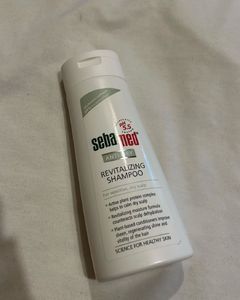 pH
5.5
sebamed
ANTI-DRY
REVITALIZING
SHAMPOO
• Active plant protein complex
helps to calm dry scalp
• Revitalizing moisture formula
counteracts scalp dehydration
• Plant-based conditioners improve
sheen, regenerating shine and
vitality of the hair
SCIENCE FOR HEALTHY SKIN